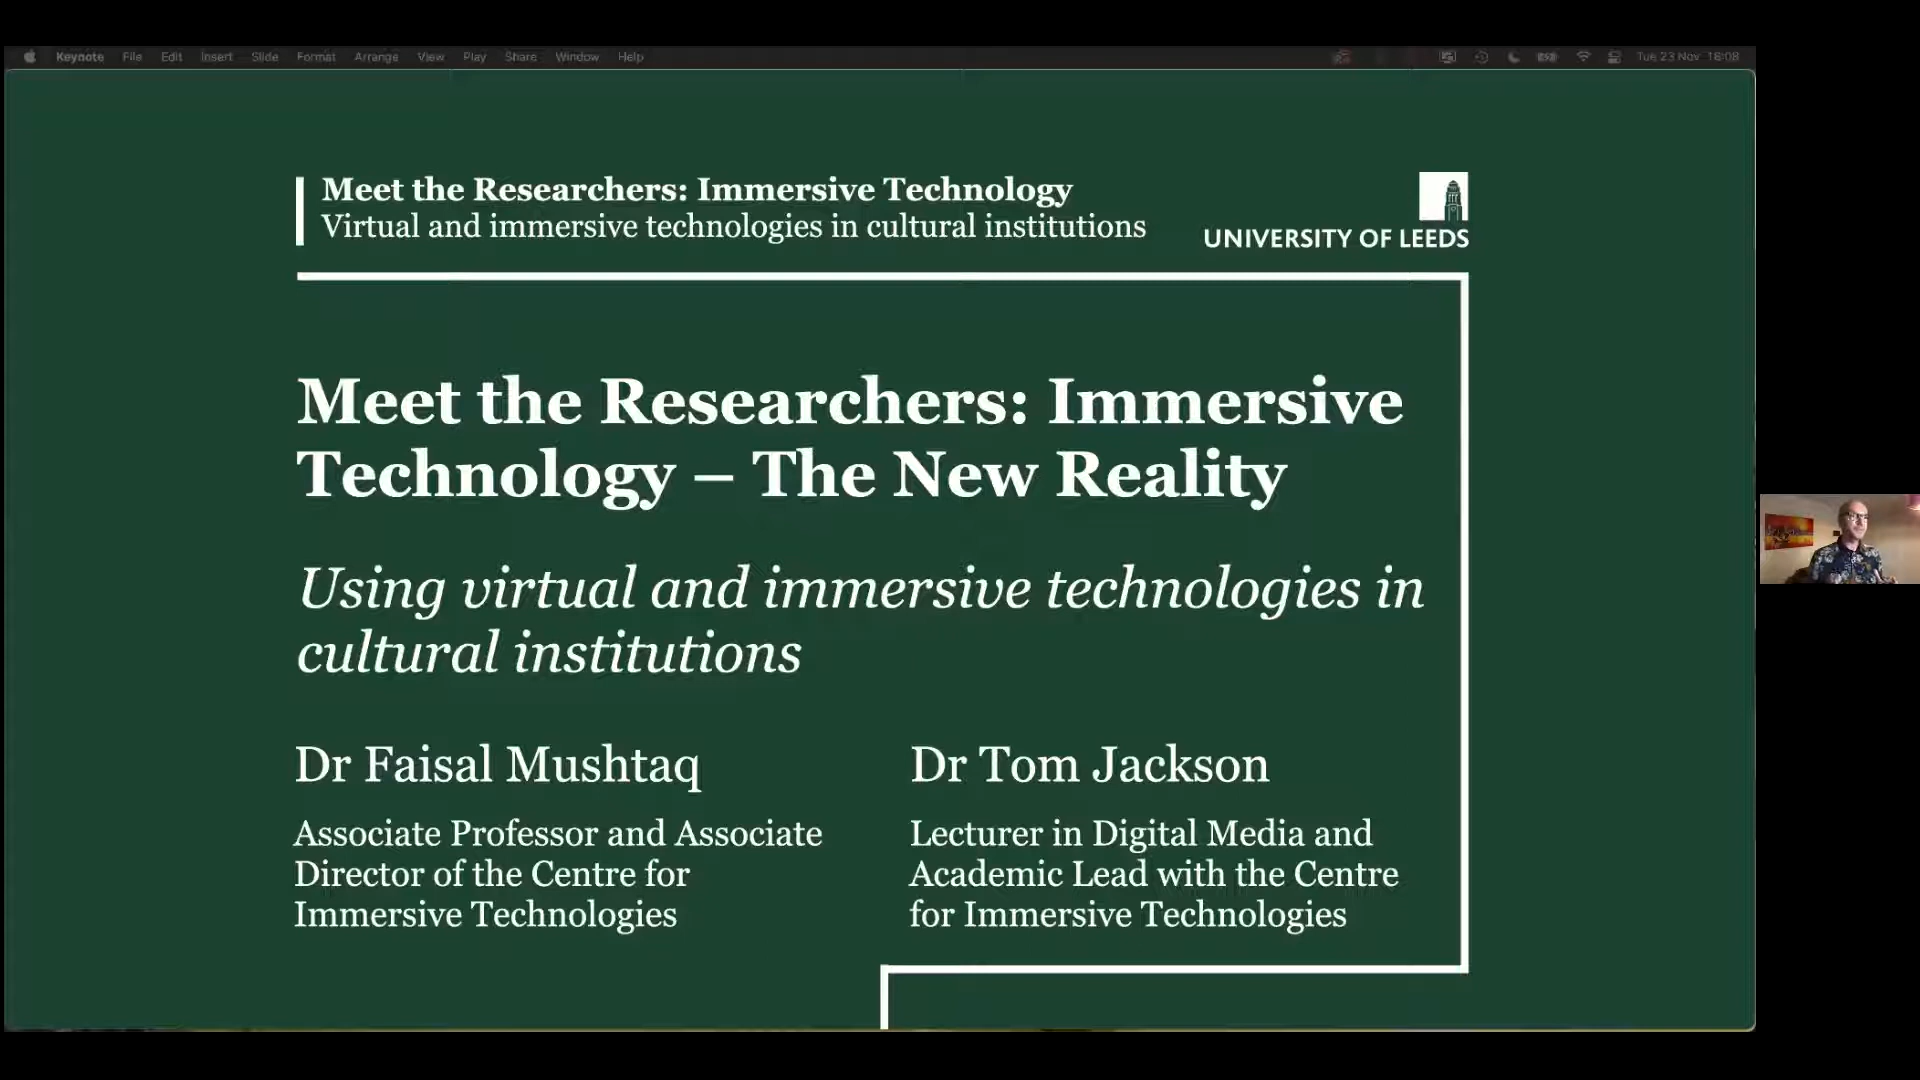 Keynote File Edit Insert Slide Format Arrange View Play Share Window Help Tue 23 Nov 18:08
Meet the Researchers: Immersive Technology
Virtual and immersive technologies in cultural institutions
UNIVERSITY OF LEEDS
Meet the Researchers: Immersive
Technology – The New Reality
Using virtual and immersive technologies in
cultural institutions
Dr Faisal Mushtaq
Associate Professor and Associate
Director of the Centre for
Immersive Technologies
Dr Tom Jackson
Lecturer in Digital Media and
Academic Lead with the Centre
for Immersive Technologies